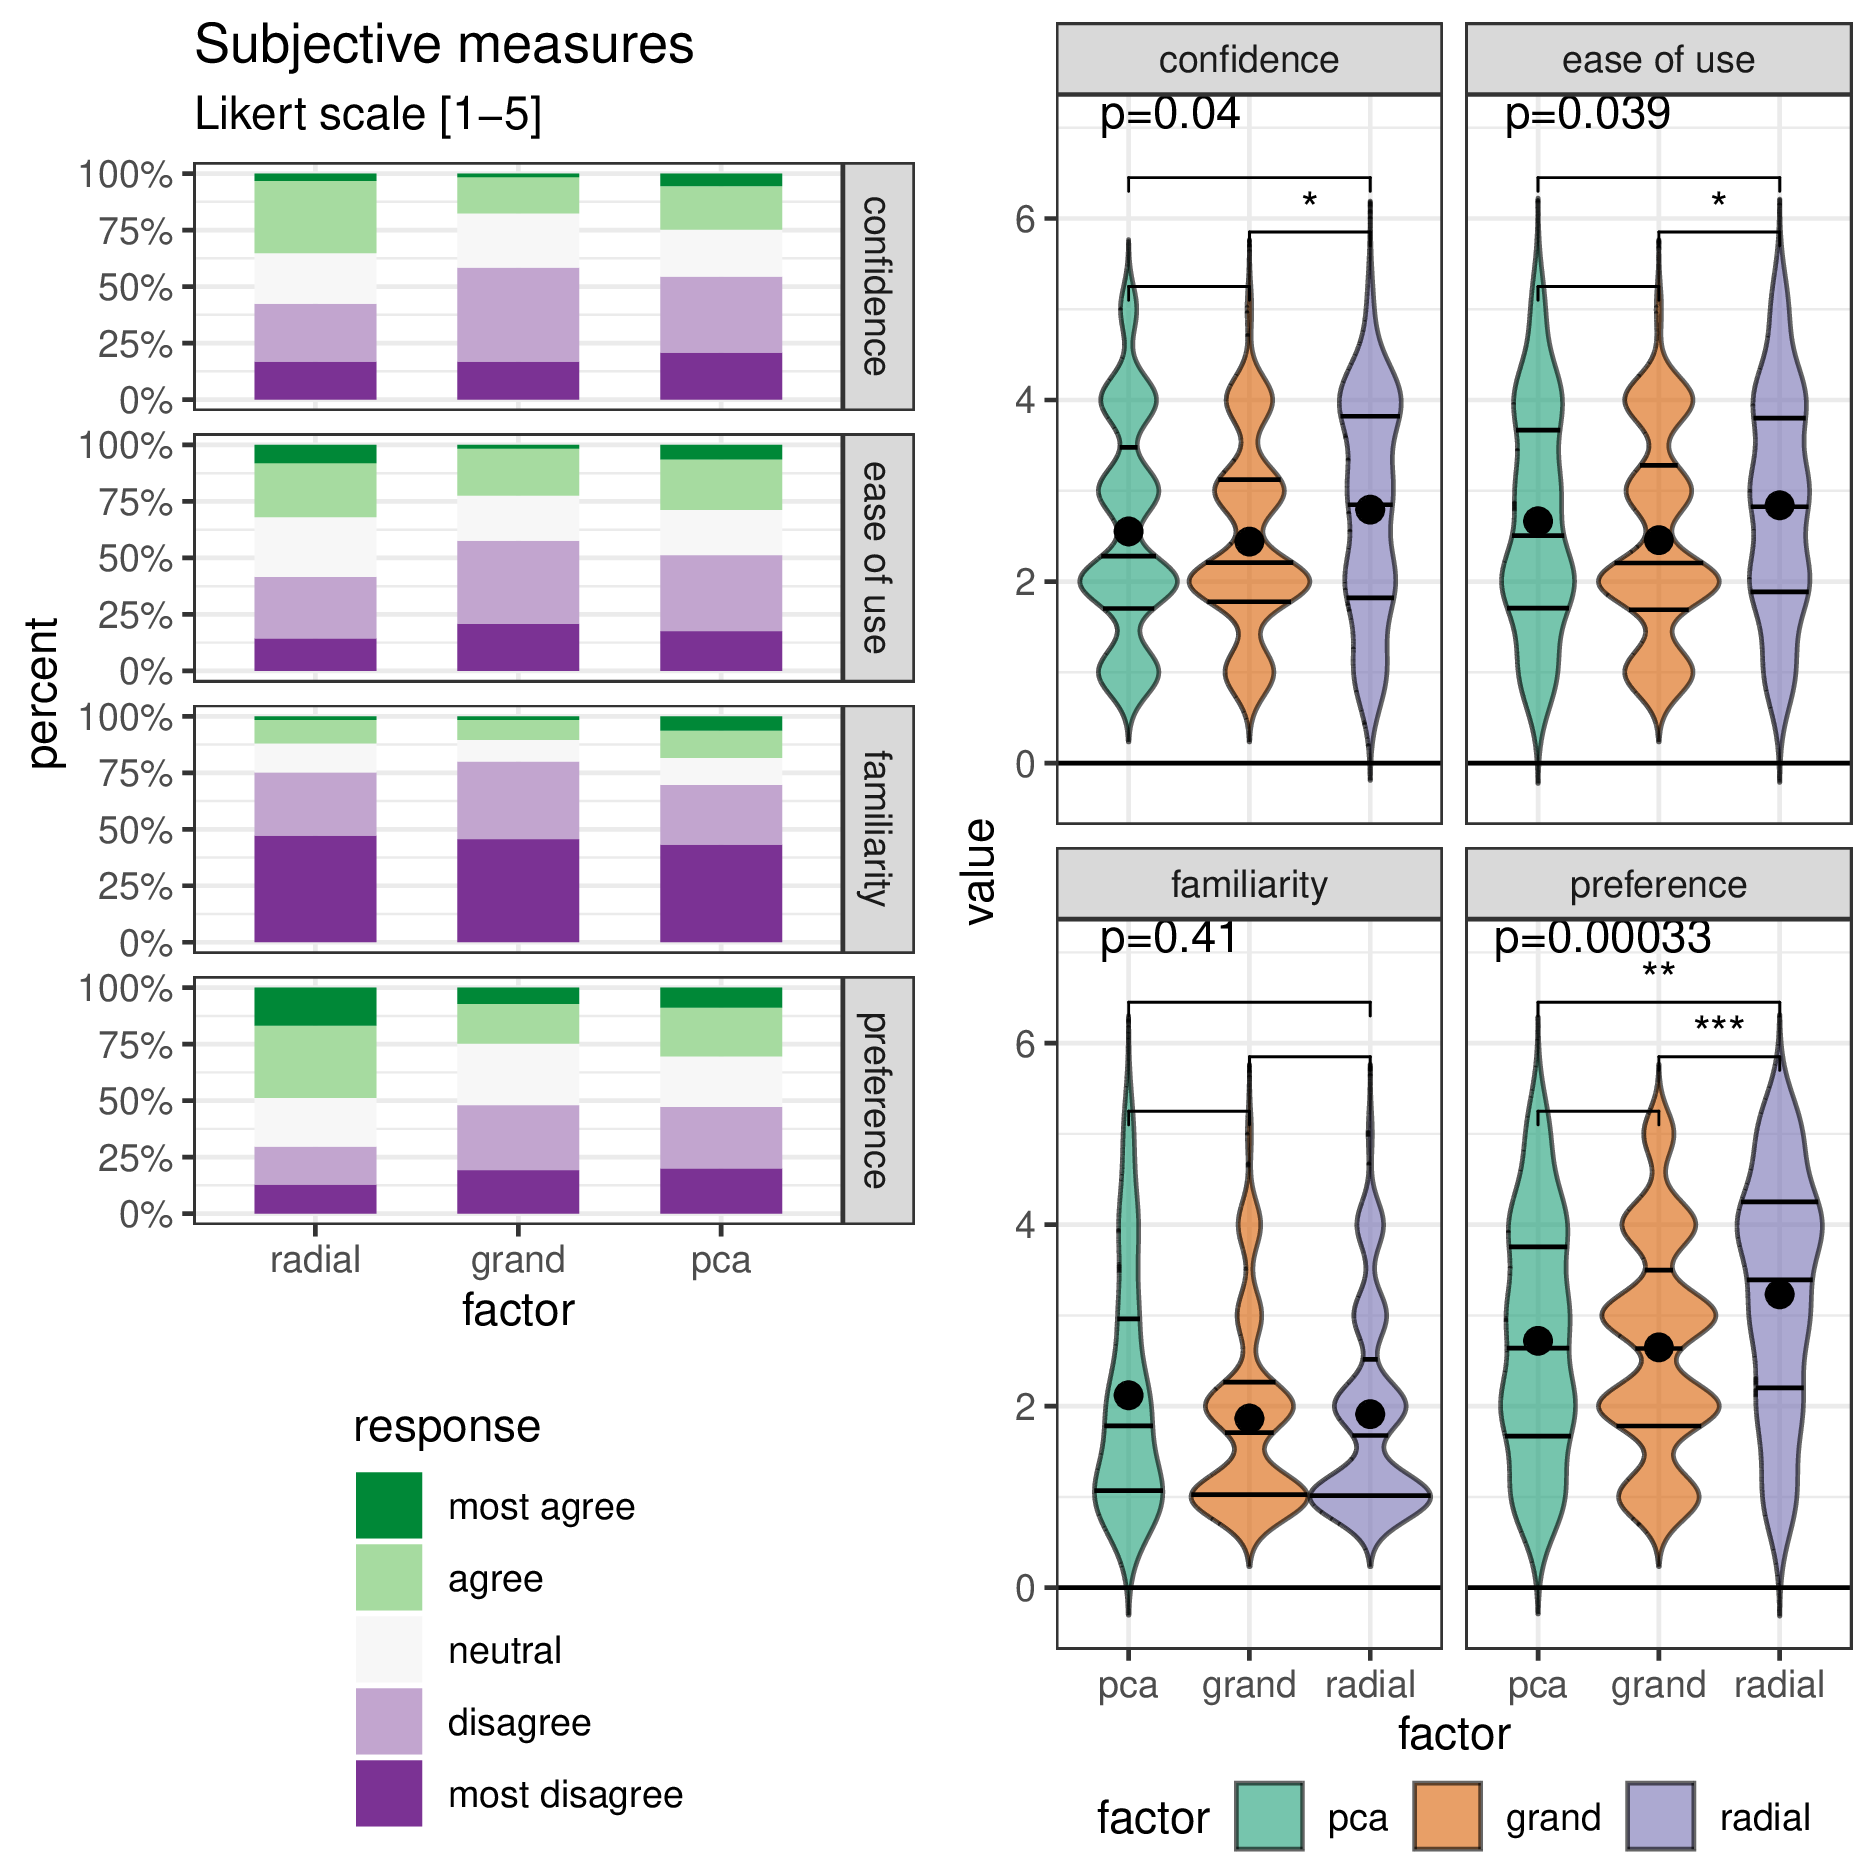 Subjective measures
Likert scale [1−5]
percent
100%
75%
50%
25%
0%
confidence
100%
75%
50%
25%
0%
ease of use
100%
75%
50%
25%
0%
familiarity
100%
75%
50%
25%
0%
preference
radial grand pca
factor
response
most agree
agree
neutral
disagree
most disagree
value
confidence
p=0.04
*
6
4
2
0
ease of use
p=0.039
*
familiarity
p=0.41
6
4
2
0
preference
p=0.00033
**
***
pca grand radial
pca grand radial
factor
factor pca grand radial